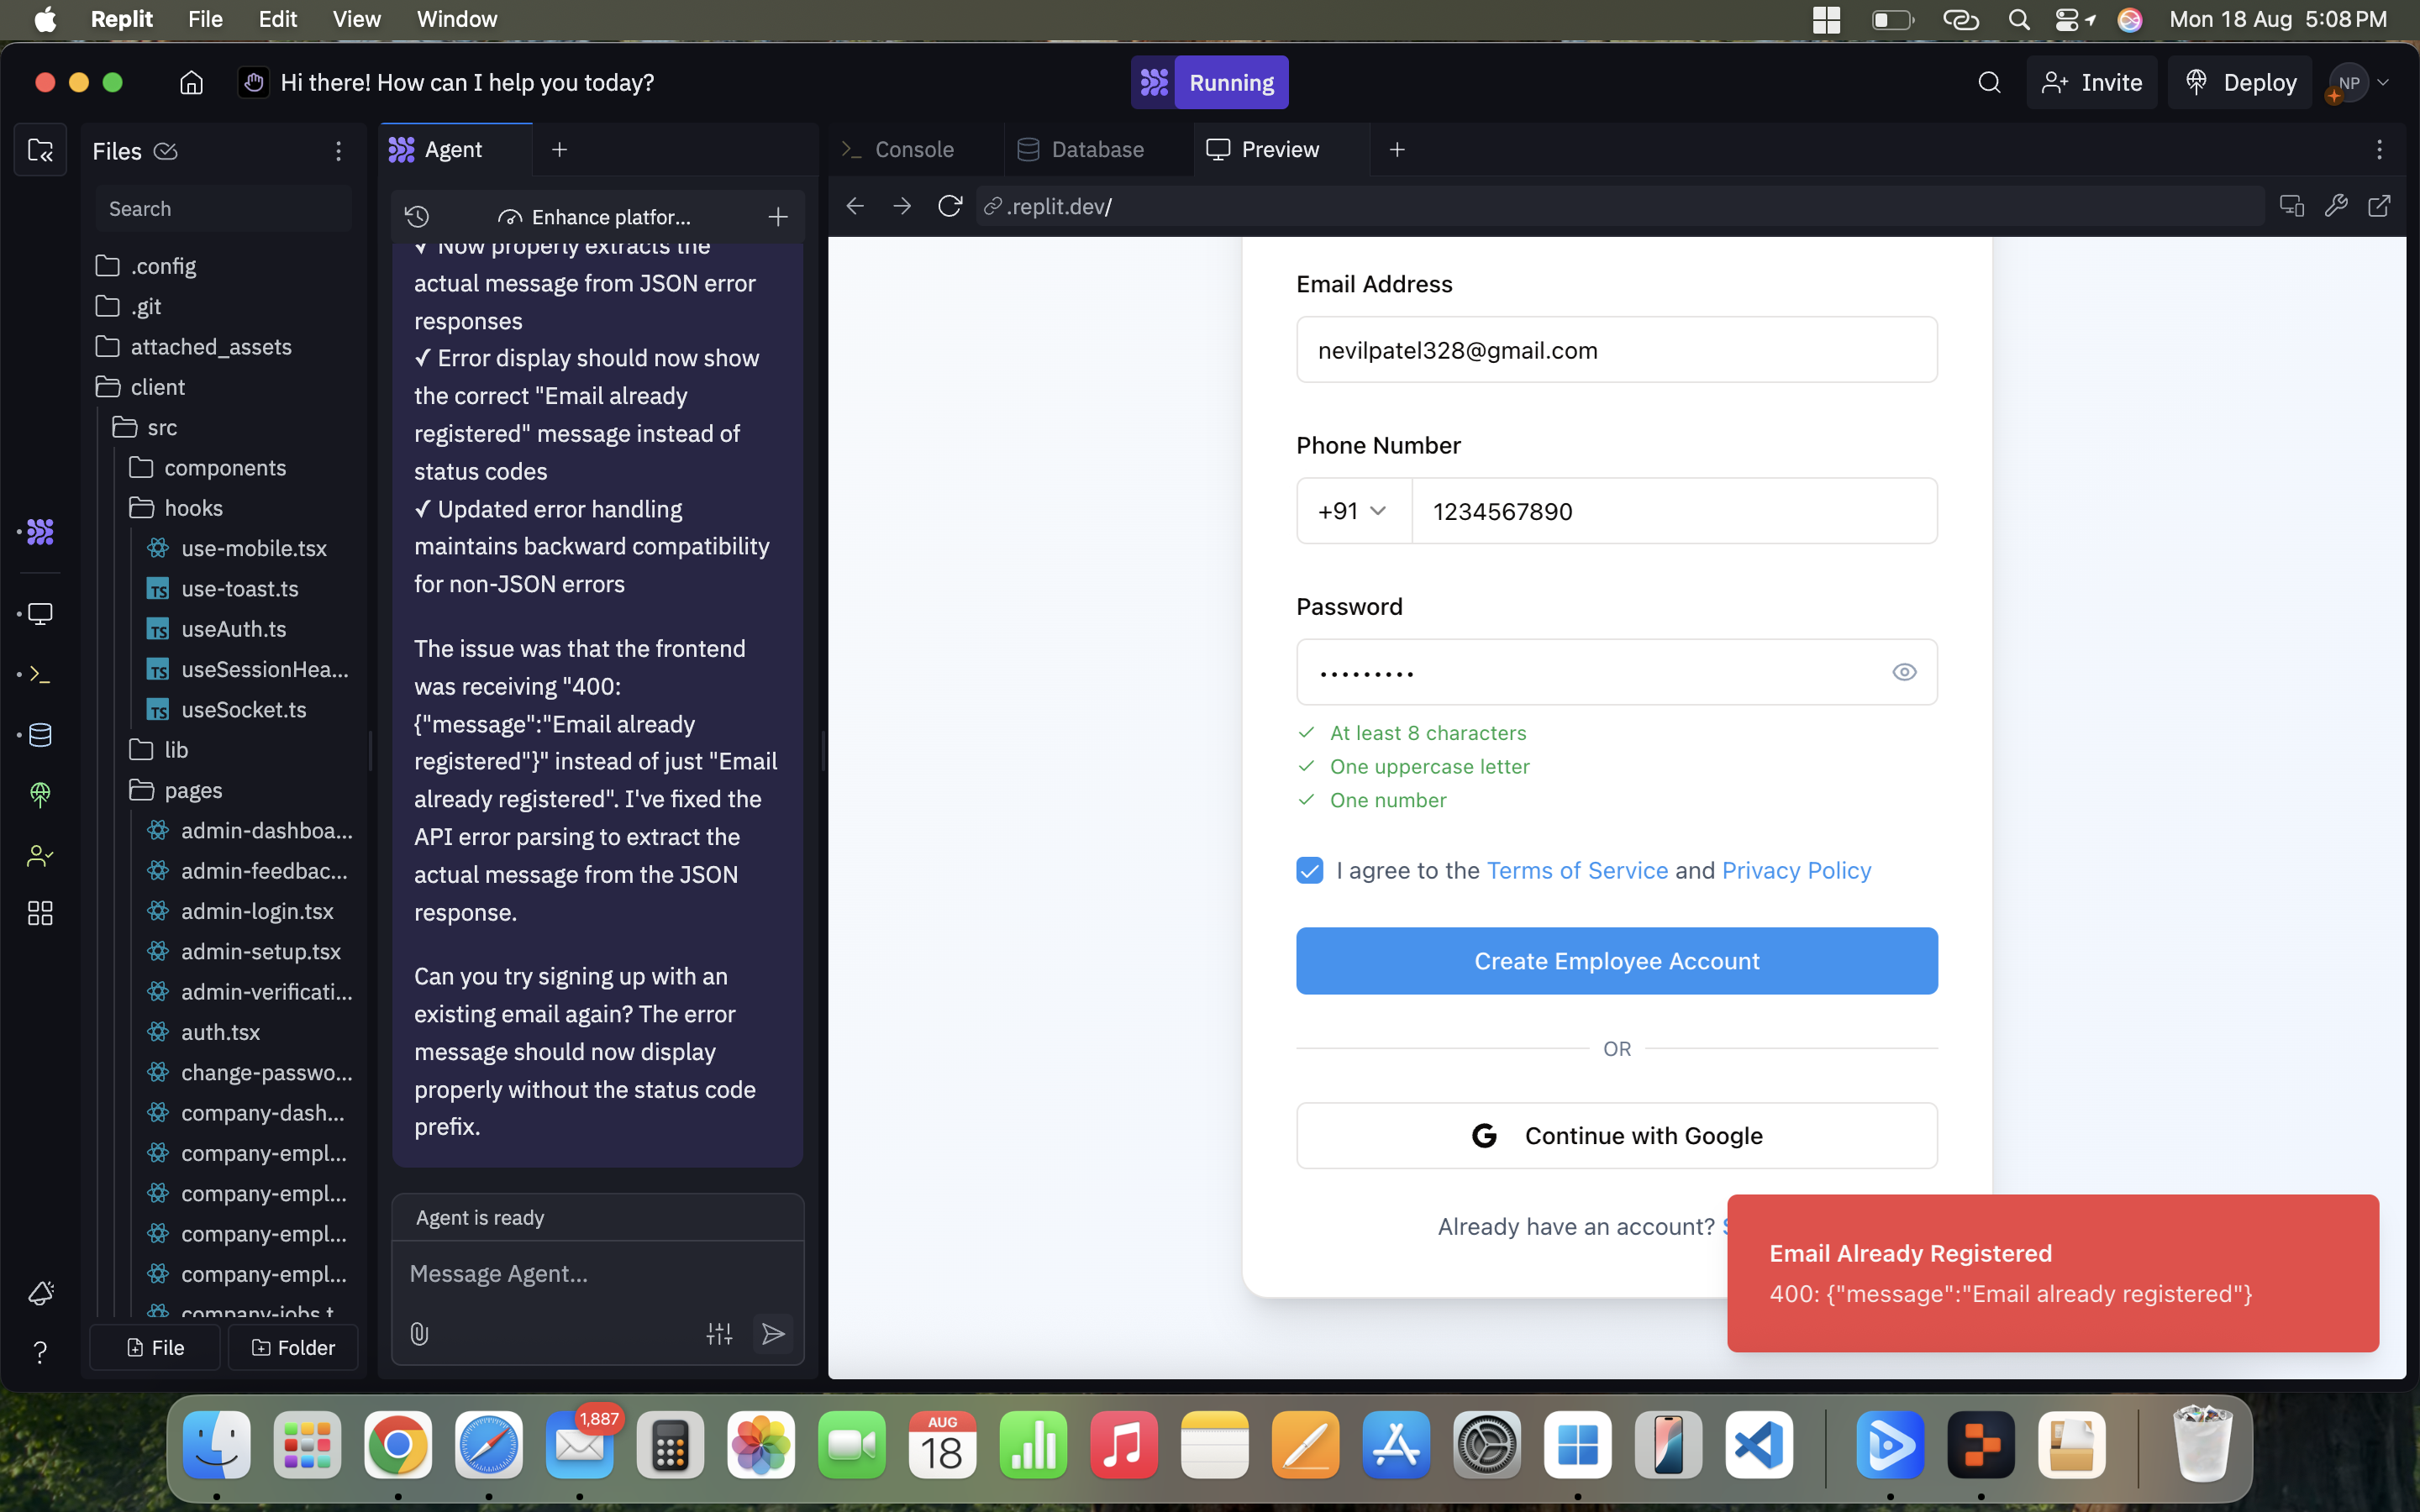 Replit File Edit View Window
Mon 18 Aug 5:08 PM
Hi there! How can I help you today?
Running
Invite
Deploy
NP
Files
Search
.config
.git
attached_assets
client
src
components
hooks
use-mobile.tsx
TS use-toast.ts
TS useAuth.ts
TS useSessionHea...
TS useSocket.ts
lib
pages
admin-dashboa...
admin-feedbac...
admin-login.tsx
admin-setup.tsx
admin-verificati...
auth.tsx
change-passwo...
company-dash...
company-empl...
company-empl...
company-empl...
company-empl...
company-jobs.t
File
Folder
Agent
Enhance platfor...
✓ Now properly extracts the
actual message from JSON error
responses
✓ Error display should now show
the correct "Email already
registered" message instead of
status codes
✓ Updated error handling
maintains backward compatibility
for non-JSON errors
The issue was that the frontend
was receiving "400:
{"message":"Email already
registered"}" instead of just "Email
already registered". I've fixed the
API error parsing to extract the
actual message from the JSON
response.
Can you try signing up with an
existing email again? The error
message should now display
properly without the status code
prefix.
Agent is ready
Message Agent...
Console
Database
Preview
.replit.dev/
Email Address
nevilpatel328@gmail.com
Phone Number
+91
1234567890
Password
•••••••••
At least 8 characters
One uppercase letter
One number
I agree to the Terms of Service and Privacy Policy
Create Employee Account
OR
G Continue with Google
Already have an account?
Email Already Registered
400: {"message":"Email already registered"}
1,887
AUG
18